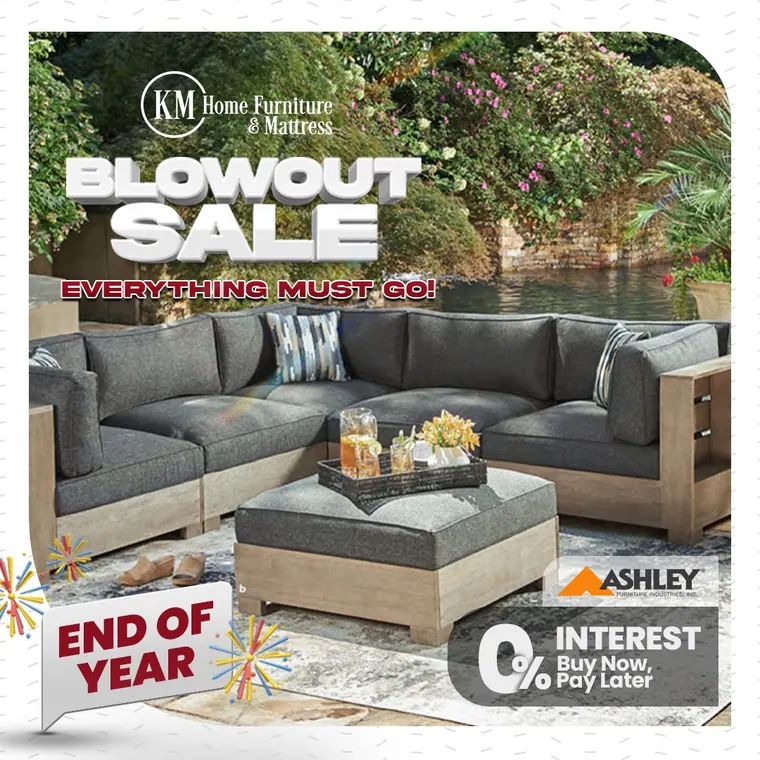 KM Home Furniture
& Mattress
BLOWOUT
SALE
EVERYTHING MUST GO!
b
END OF
YEAR
ASHLEY®
FURNITURE INDUSTRIES, INC.
0% INTEREST
Buy Now,
Pay Later